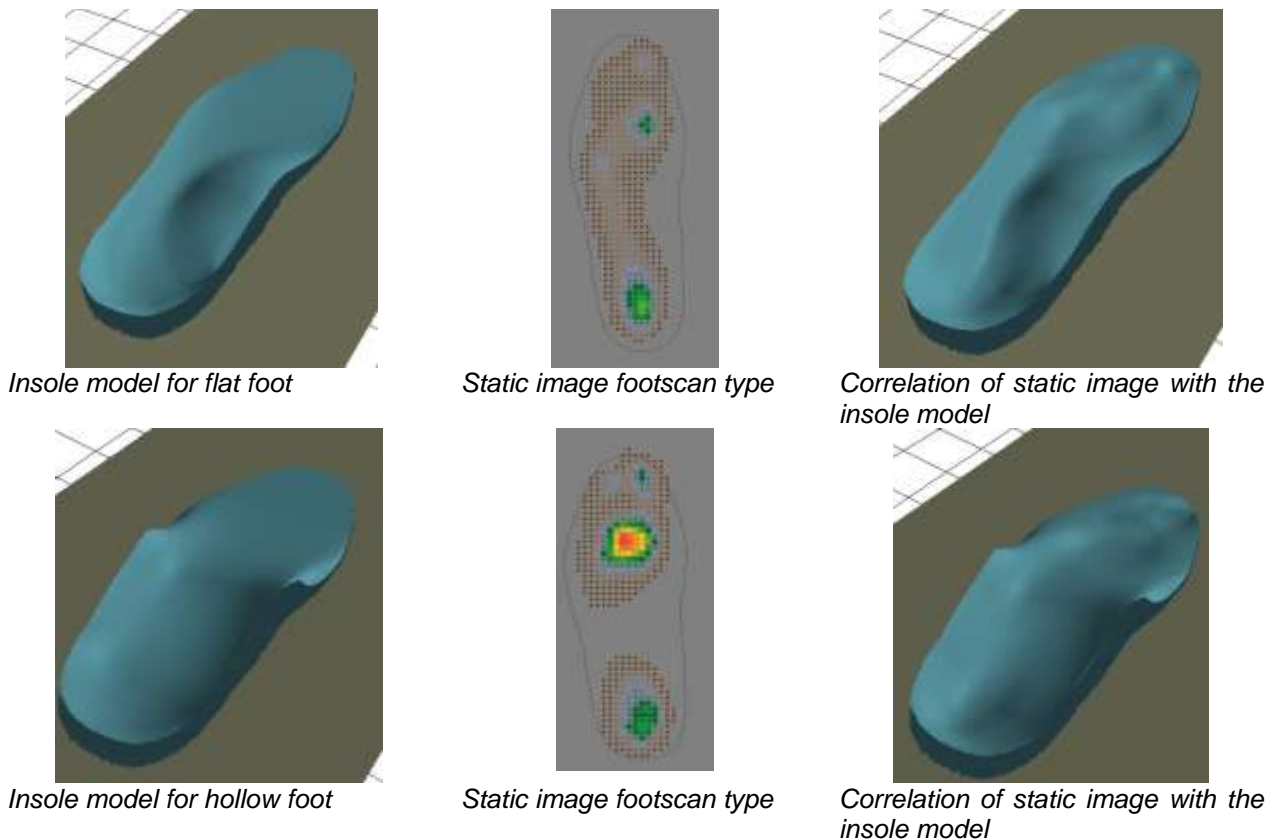 Insole model for flat foot
Static image footscan type
Correlation of static image with the
insole model
Insole model for hollow foot
Static image footscan type
Correlation of static image with the
insole model